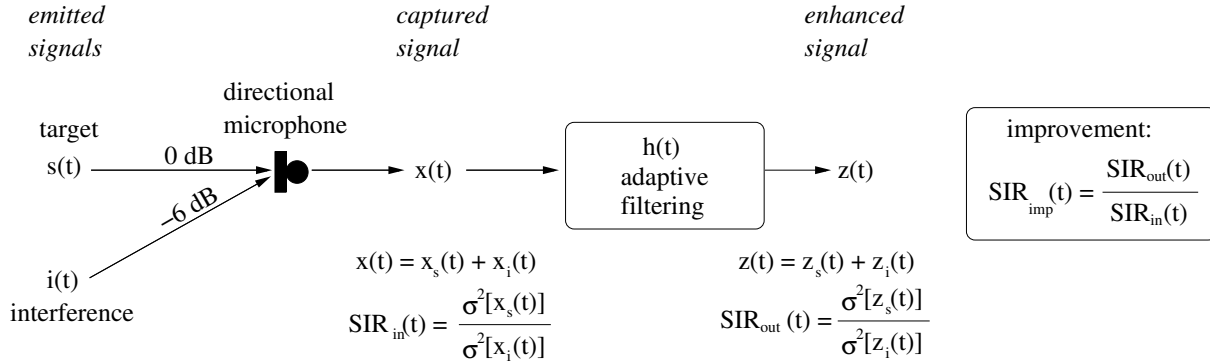 emitted
signals
captured
signal
enhanced
signal
directional
microphone
target
s(t)
0 dB
−6 dB
i(t)
interference
x(t)
h(t)
adaptive
filtering
z(t)
improvement:
SIR_imp(t) = SIR_out(t) / SIR_in(t)
x(t) = x_s(t) + x_i(t)
SIR_in(t) = σ²[x_s(t)] / σ²[x_i(t)]
z(t) = z_s(t) + z_i(t)
SIR_out (t) = σ²[z_s(t)] / σ²[z_i(t)]